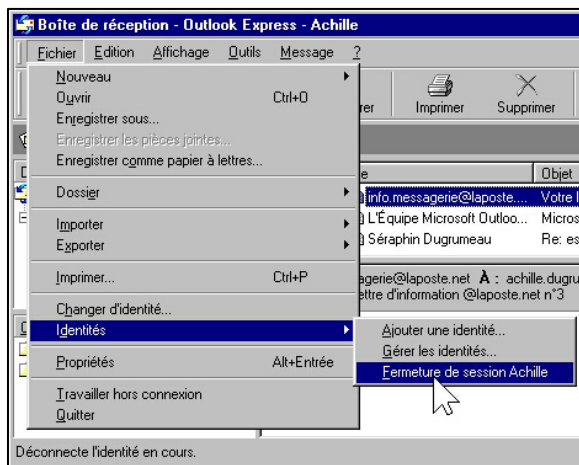 Boîte de réception - Outlook Express - Achille
Fichier Edition Affichage Outils Message ?
Imprimer Supprimer
Nouveau
Ouvrir Ctrl+O
Enregistrer sous...
Enregistrer les pièces jointes...
Enregistrer comme papier à lettres...
Dossier
Importer
Exporter
Imprimer... Ctrl+P
Changer d'identité...
Identités
Propriétés Alt+Entrée
Travailler hors connexion
Quitter
Objet
info.messagerie@laposte.... Votre
L'Équipe Microsoft Outloo... Micros
Séraphin Dugrumeau Re: es
agerie@laposte.net À : achille.dugru
ettre d'information @laposte.net n°3
Ajouter une identité...
Gérer les identités...
Fermeture de session Achille
Déconnecte l'identité en cours.